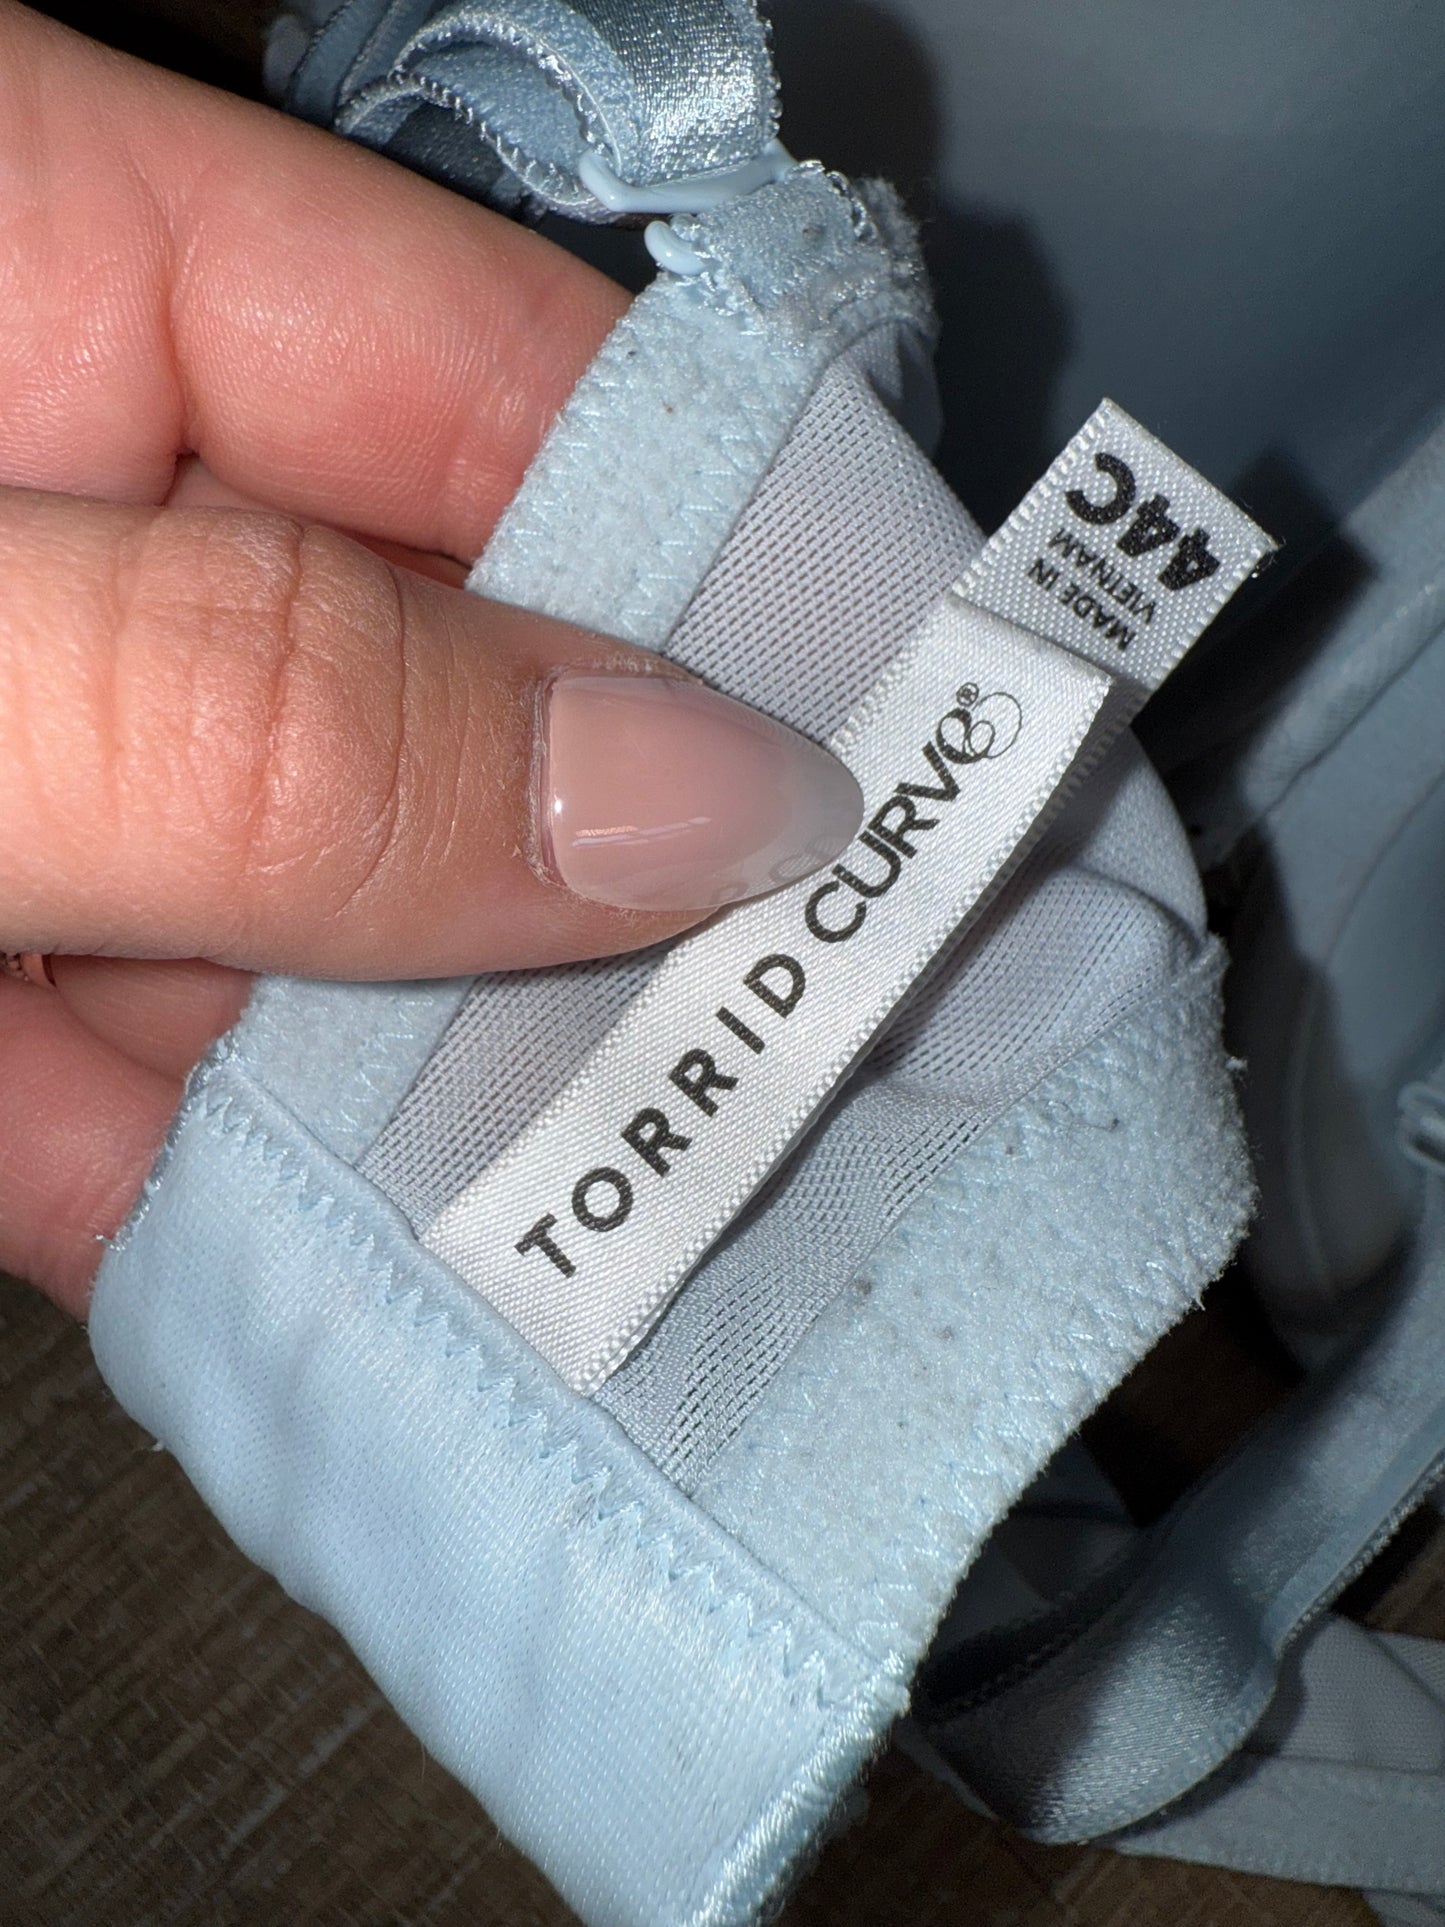 TORRID CURVE®
44C
MADE IN
VIETNAM